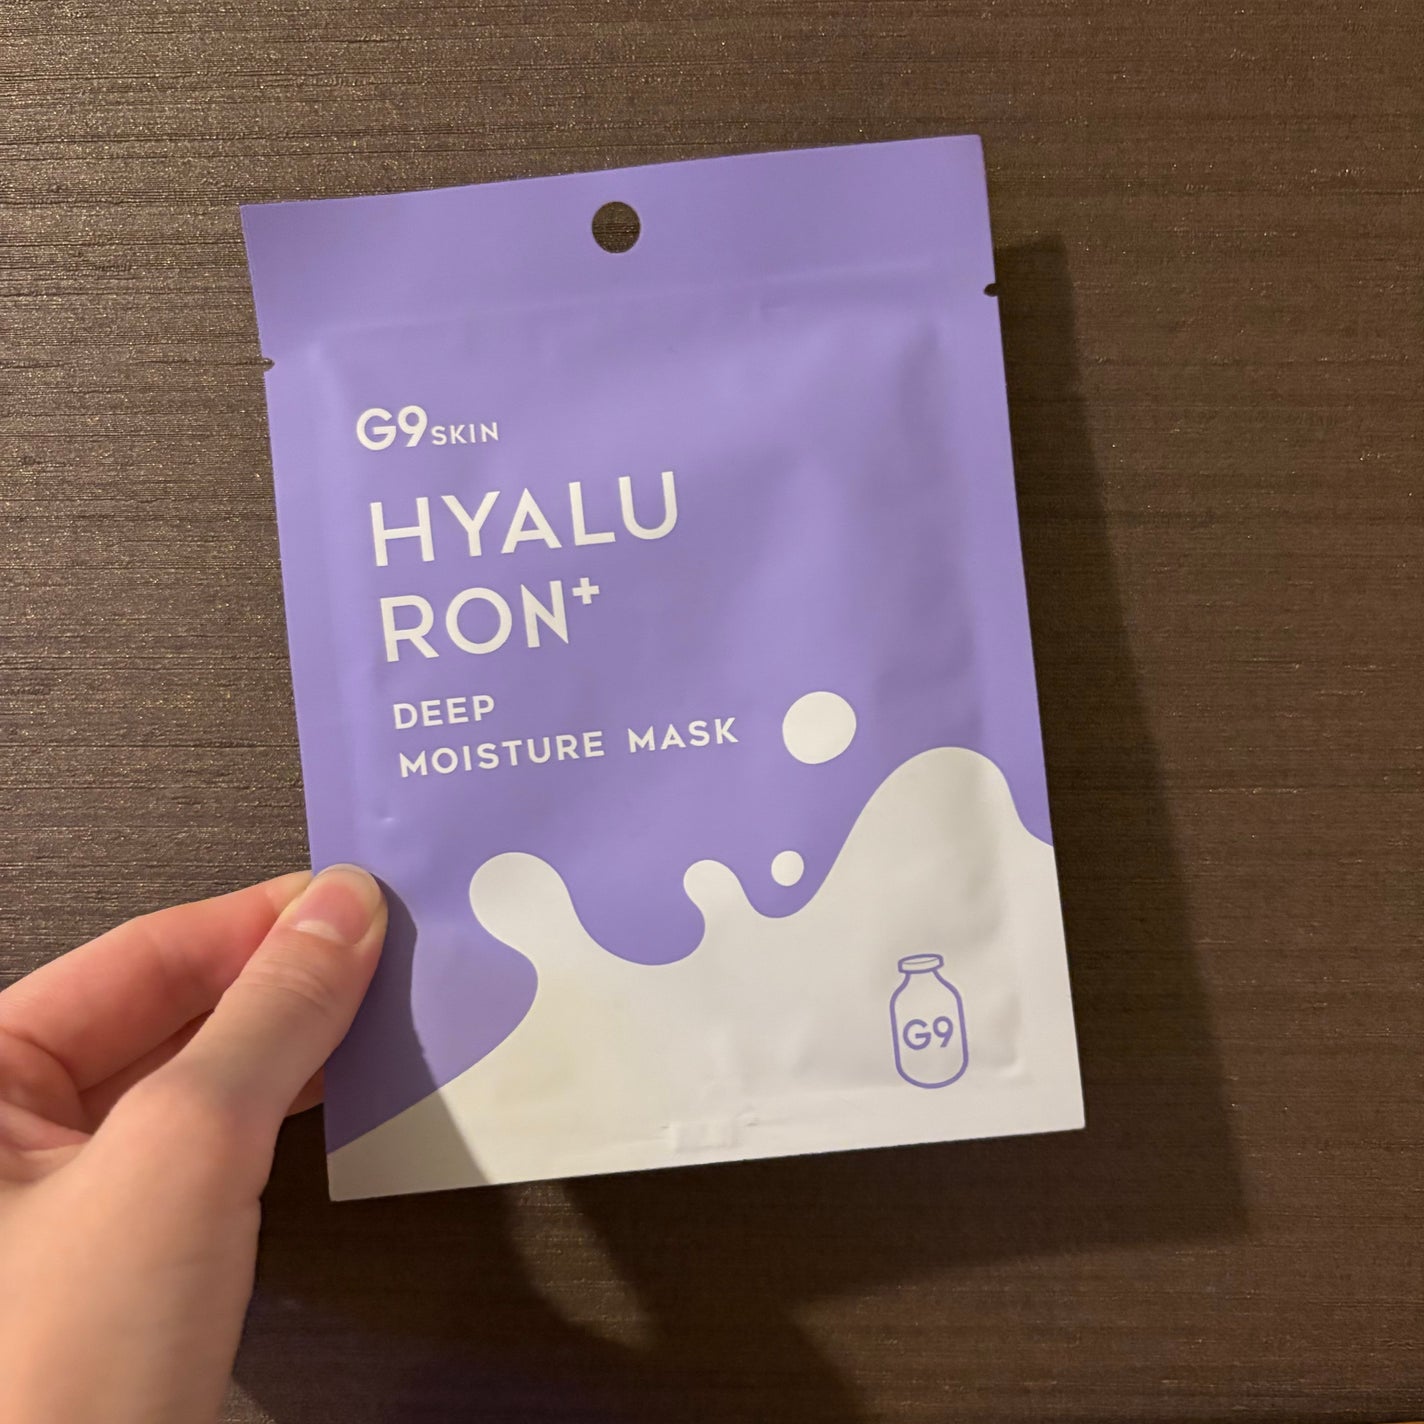 G9SKIN
HYALU
RON+
DEEP
MOISTURE MASK
G9